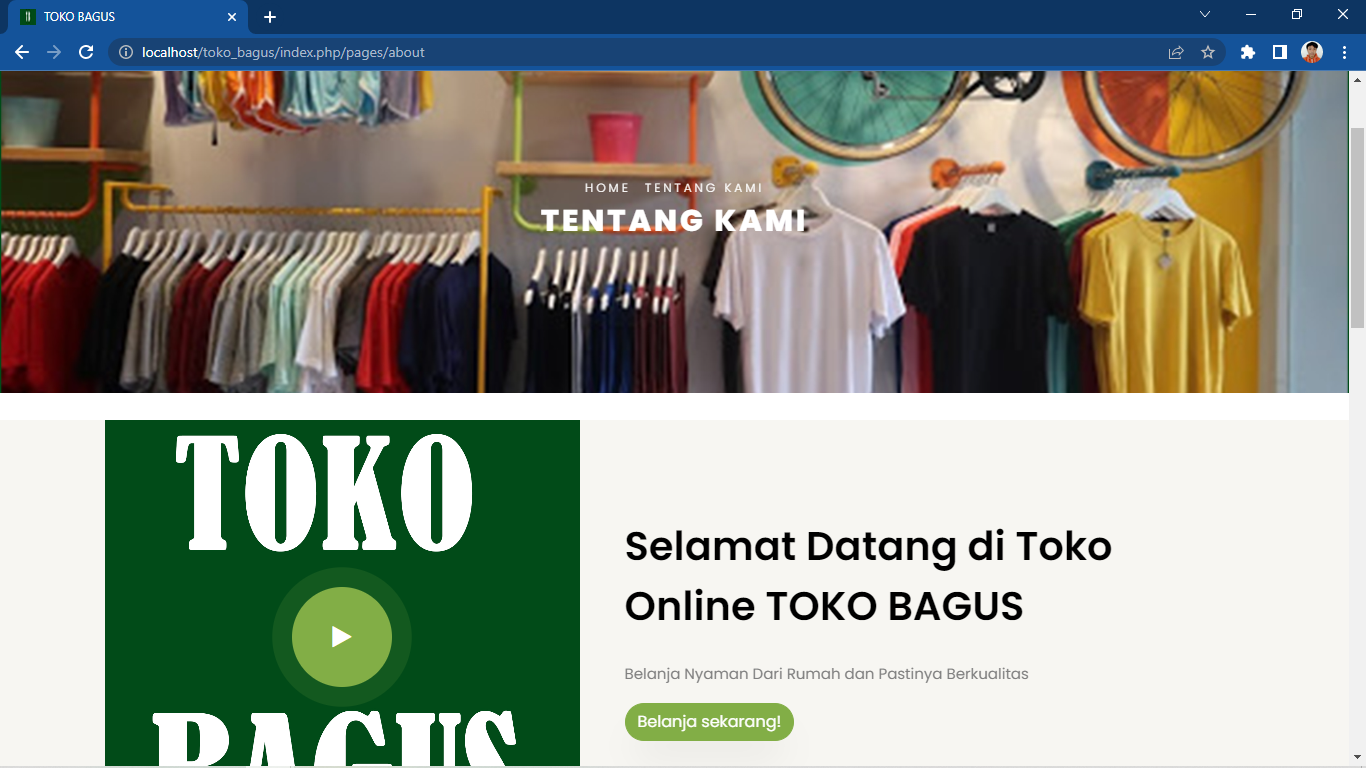 TOKO BAGUS
localhost/toko_bagus/index.php/pages/about
HOME TENTANG KAMI
TENTANG KAMI
TOKO
BAGUS
Selamat Datang di Toko
Online TOKO BAGUS
Belanja Nyaman Dari Rumah dan Pastinya Berkualitas
Belanja sekarang!